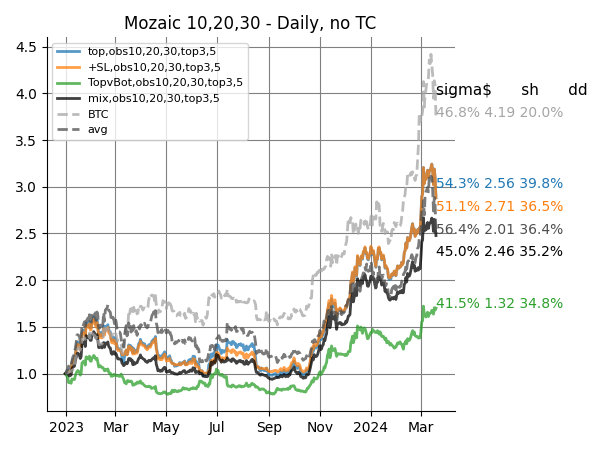 Mozaic 10,20,30 - Daily, no TC
top,obs10,20,30,top3,5
+SL,obs10,20,30,top3,5
TopvBot,obs10,20,30,top3,5
mix,obs10,20,30,top3,5
BTC
avg
4.5
4.0
3.5
3.0
2.5
2.0
1.5
1.0
sigma$ sh dd
46.8% 4.19 20.0%
54.3% 2.56 39.8%
51.1% 2.71 36.5%
56.4% 2.01 36.4%
45.0% 2.46 35.2%
41.5% 1.32 34.8%
2023 Mar May Jul Sep Nov 2024 Mar